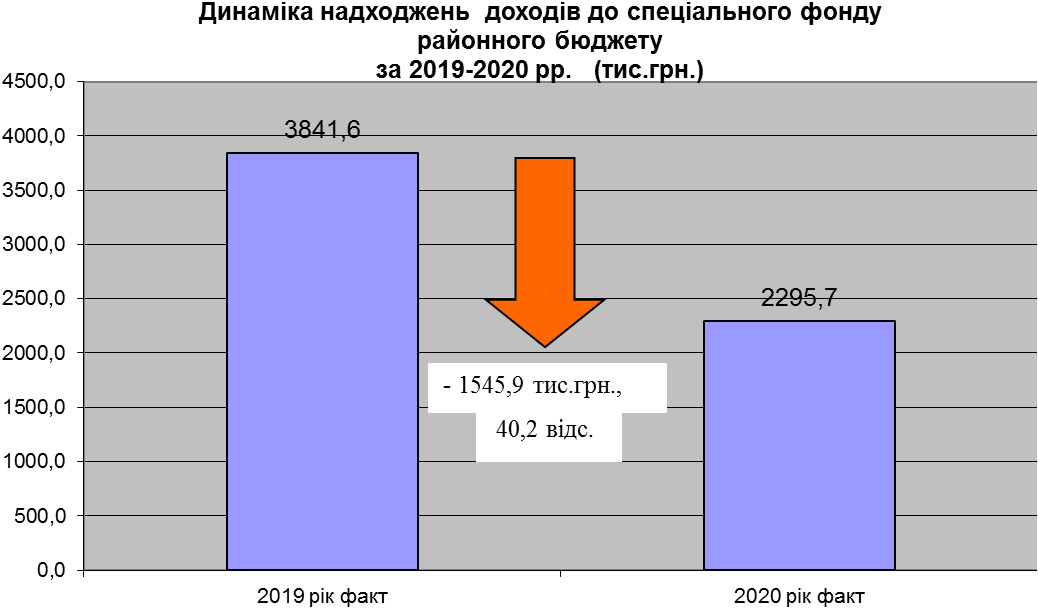 Динаміка надходжень доходів до спеціального фонду
районного бюджету
за 2019-2020 рр. (тис.грн.)
4500,0
4000,0
3500,0
3000,0
2500,0
2000,0
1500,0
1000,0
500,0
0,0
3841,6
2295,7
- 1545,9 тис.грн.,
40,2 відс.
2019 рік факт
2020 рік факт